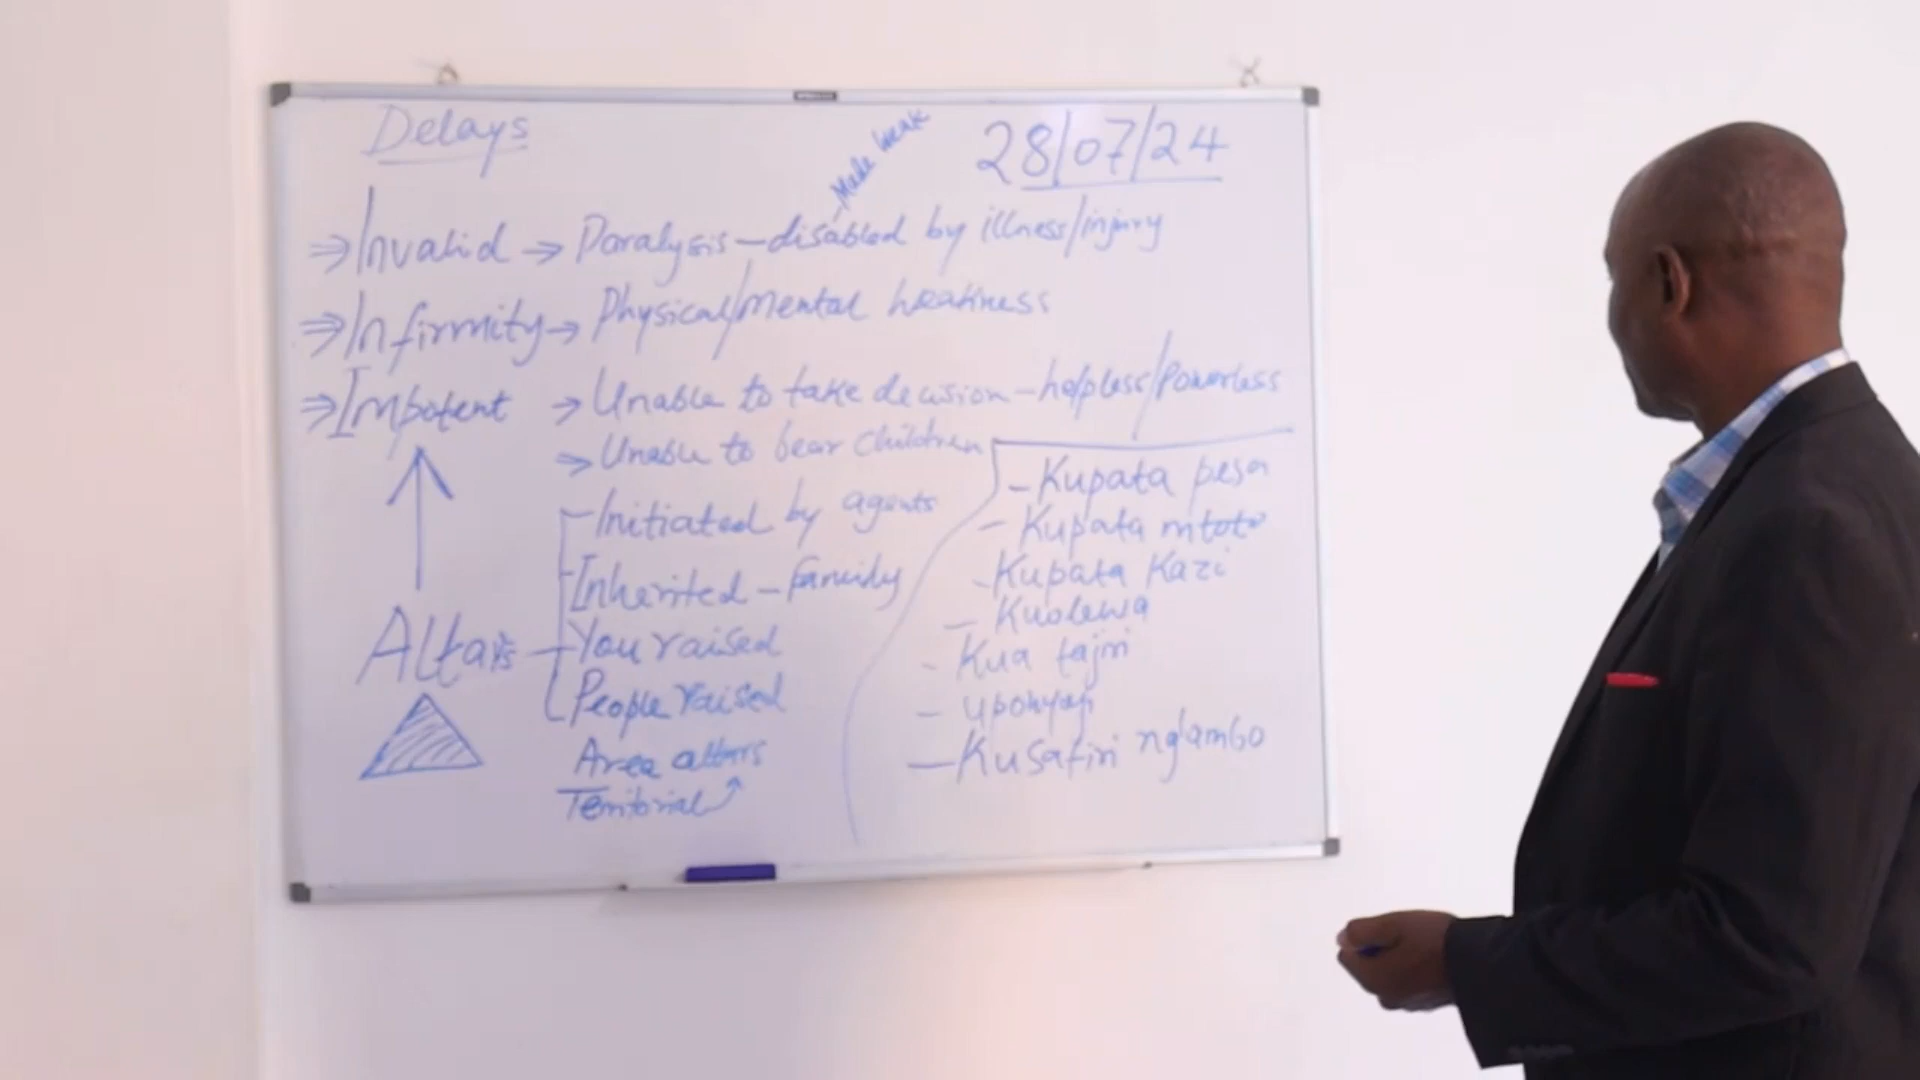 Delays
28/07/24
Made weak
⇒ Invalid → Paralysis – disabled by illness/injury
⇒ Infirmity → Physical/mental weakness
⇒ Impotent → Unable to take decision – helpless/powerless
⇒ Unable to bear children
- Initiated by agents
- Inherited – family
Altars - You raised
- People raised
Area altars
Territorial
- Kupata pesa
- Kupata mtoto
- Kupata Kazi
- Kuolewa
- Kua tajiri
- uponyaji
- Kusafiri ng'ambo